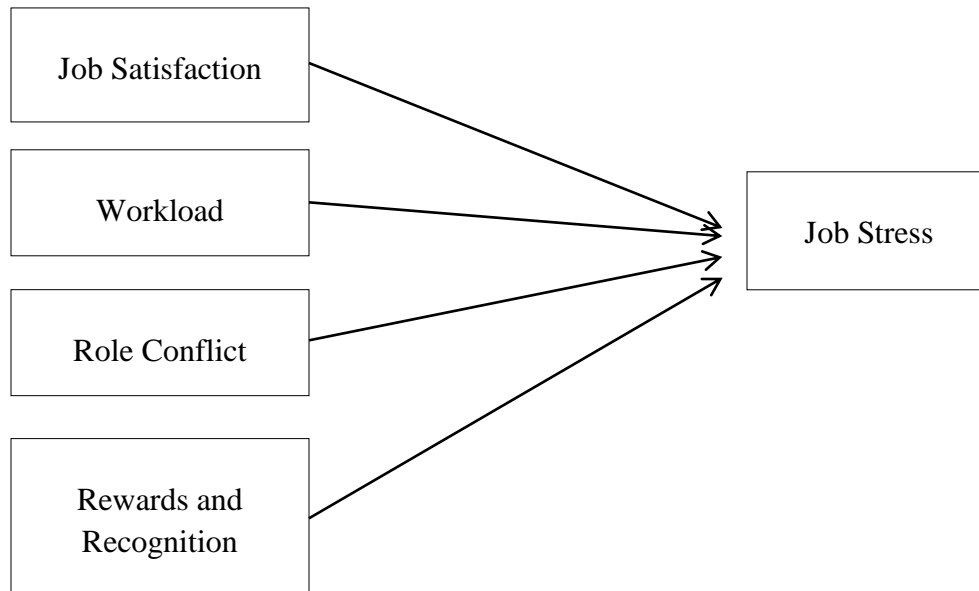 Job Satisfaction
Workload
Role Conflict
Rewards and
Recognition
Job Stress